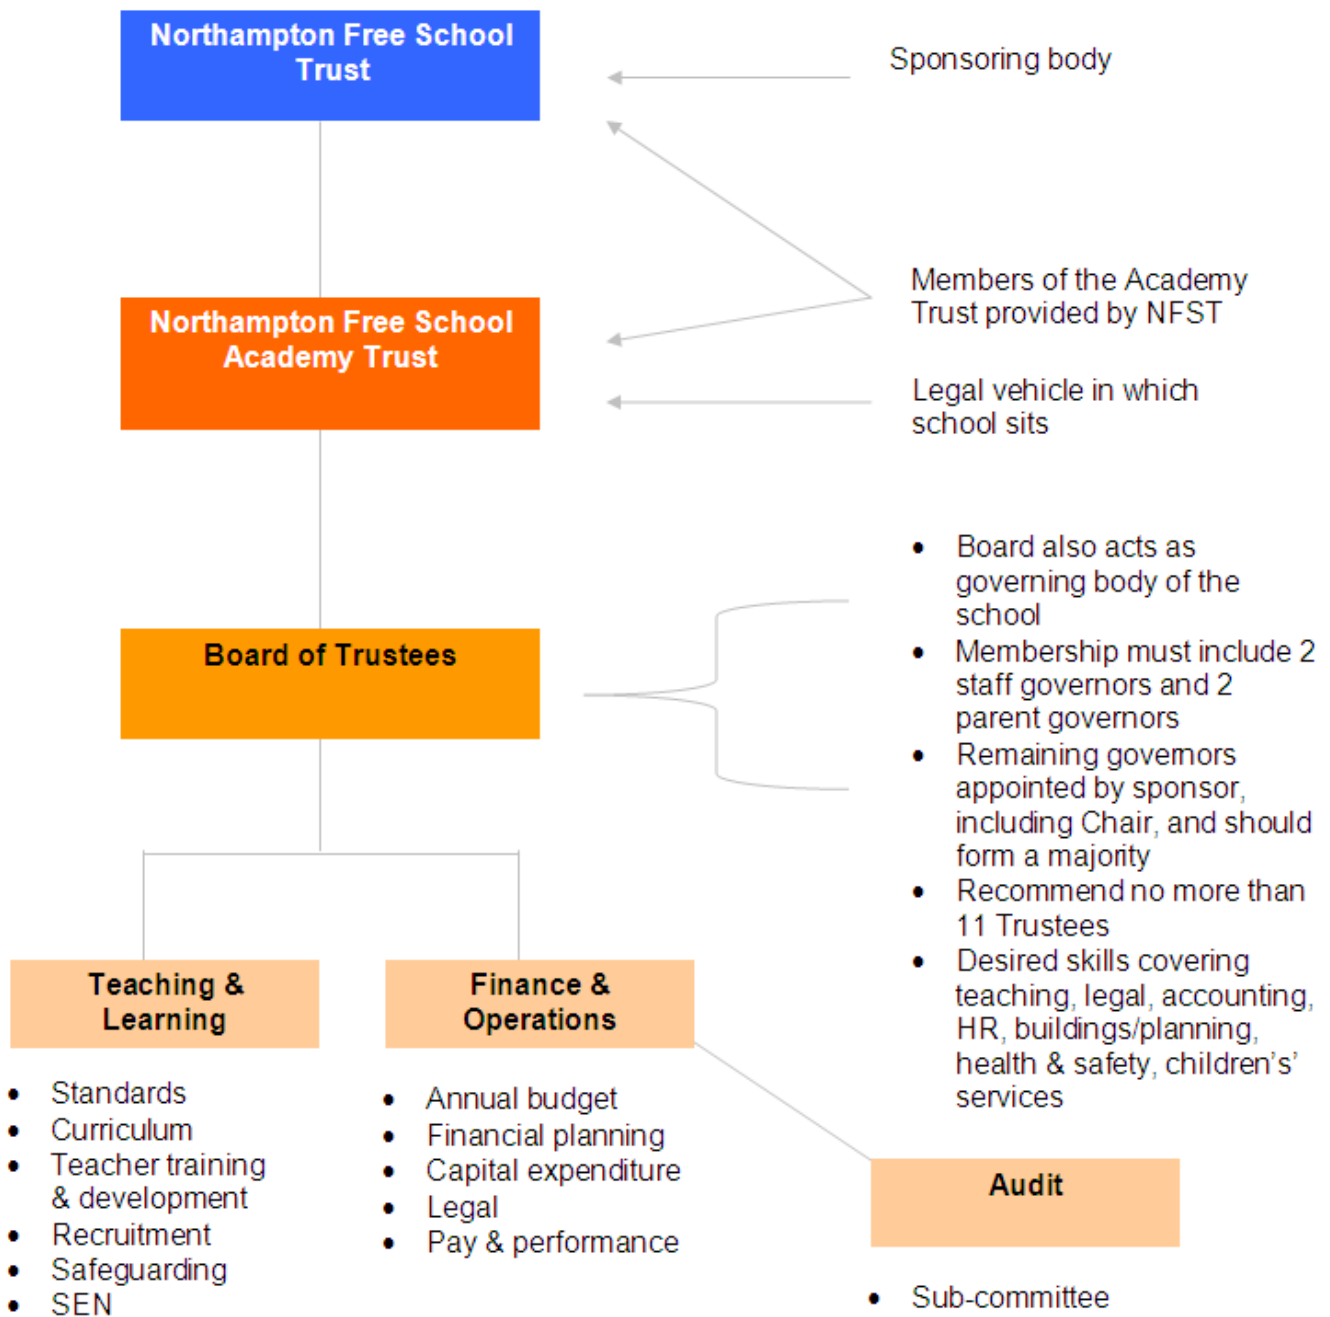 Northampton Free School
Trust
Sponsoring body
Members of the Academy
Trust provided by NFST
Northampton Free School
Academy Trust
Legal vehicle in which
school sits
Board of Trustees
• Board also acts as
governing body of the
school
• Membership must include 2
staff governors and 2
parent governors
• Remaining governors
appointed by sponsor,
including Chair, and should
form a majority
• Recommend no more than
11 Trustees
• Desired skills covering
teaching, legal, accounting,
HR, buildings/planning,
health & safety, children's'
services
Teaching &
Learning
• Standards
• Curriculum
• Teacher training
& development
• Recruitment
• Safeguarding
• SEN
Finance &
Operations
• Annual budget
• Financial planning
• Capital expenditure
• Legal
• Pay & performance
Audit
• Sub-committee